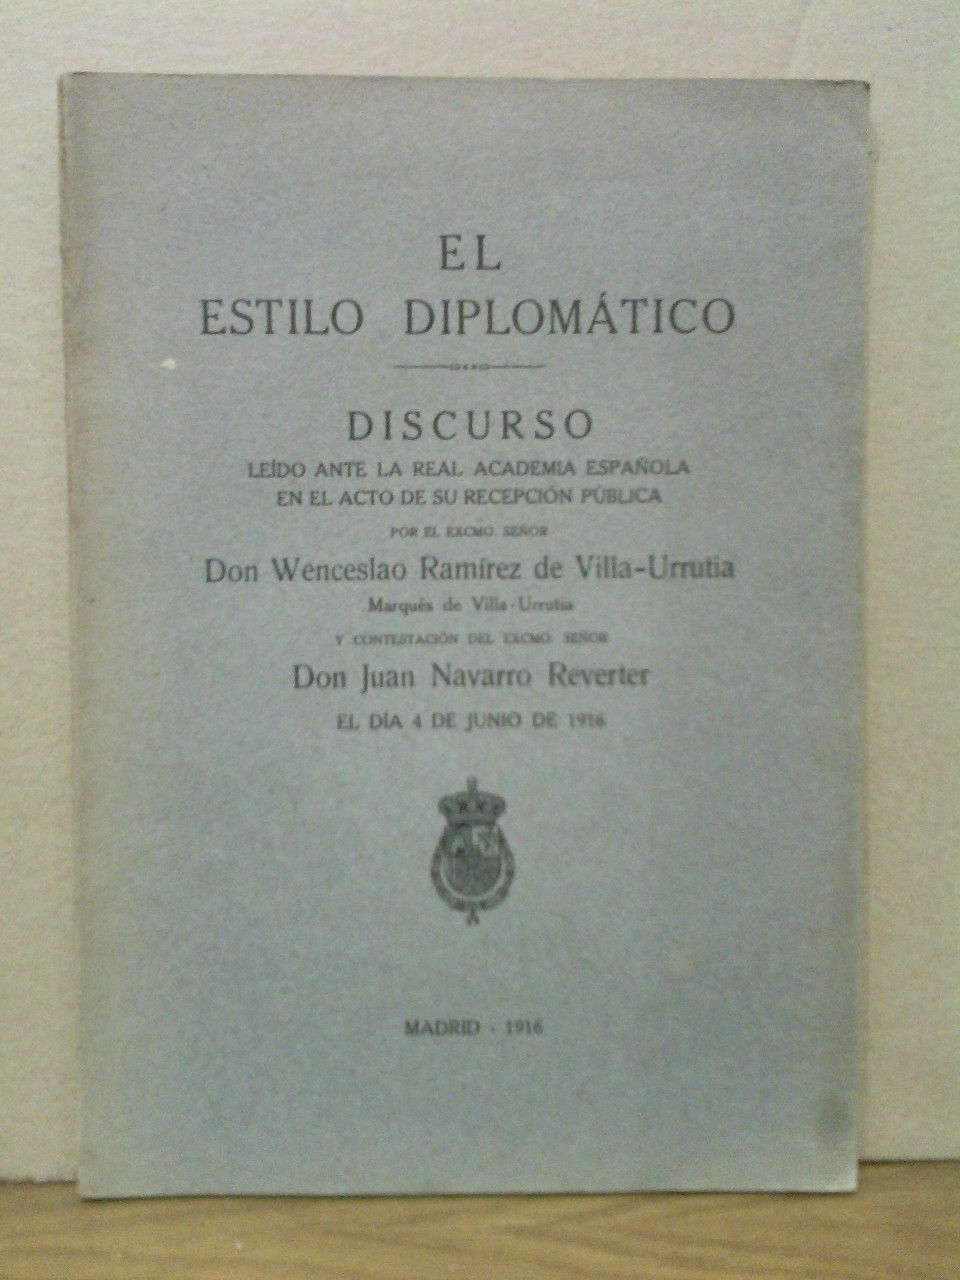 EL
ESTILO DIPLOMÁTICO
DISCURSO
LEÍDO ANTE LA REAL ACADEMIA ESPAÑOLA
EN EL ACTO DE SU RECEPCIÓN PÚBLICA
POR EL EXCMO. SEÑOR
Don Wenceslao Ramírez de Villa-Urrutia
Marqués de Villa-Urrutia
Y CONTESTACIÓN DEL EXCMO. SEÑOR
Don Juan Navarro Reverter
EL DÍA 4 DE JUNIO DE 1916
MADRID - 1916